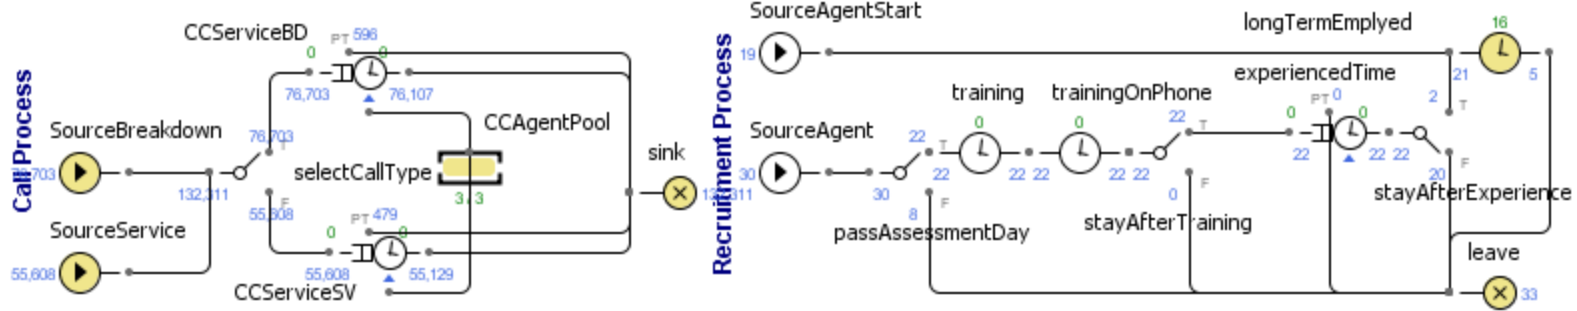 Call Process
CCServiceBD
PT 596
0
0
76,703
76,107
SourceBreakdown
76,703
T
132,311
selectCallType
CCAgentPool
3 / 3
sink
55,608
F
SourceService
55,608
PT 479
0
0
55,608
55,129
CCServiceSV
Recruitment Process
SourceAgentStart
19
longTermEmplyed
16
21
5
experiencedTime
PT 0
0
0
2
T
training
0
trainingOnPhone
0
22
T
SourceAgent
30
30
22
T
22
22 22
22 22
22
22 22
F
20
stayAfterExperience
8
F
passAssessmentDay
0
F
stayAfterTraining
leave
33